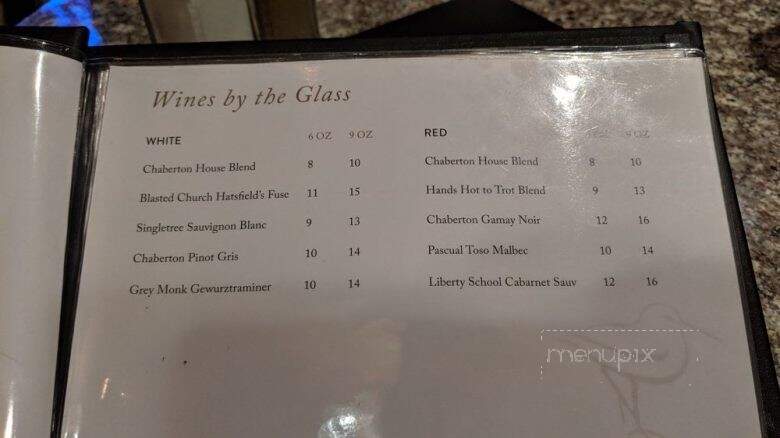 Wines by the Glass
WHITE 6 OZ 9 OZ
Chaberton House Blend 8 10
Blasted Church Hatsfield's Fuse 11 15
Singletree Sauvignon Blanc 9 13
Chaberton Pinot Gris 10 14
Grey Monk Gewurztraminer 10 14
RED 9 OZ
Chaberton House Blend 8 10
Hands Hot to Trot Blend 9 13
Chaberton Gamay Noir 12 16
Pascual Toso Malbec 10 14
Liberty School Cabarnet Sauv 12 16
menupix